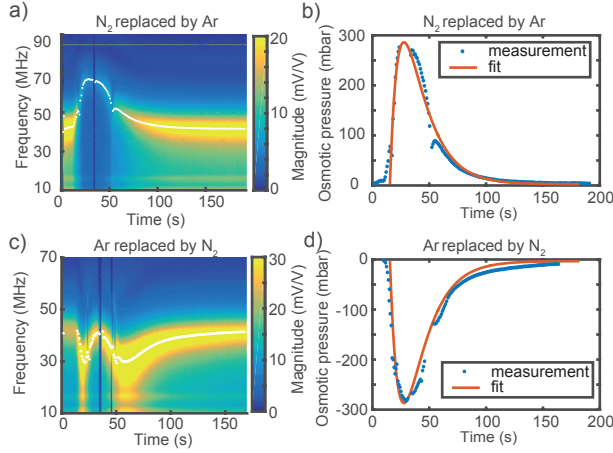 a)
N₂ replaced by Ar
Frequency (MHz)
90
70
50
30
10
0
50
100
150
Time (s)
20
15
10
5
0
Magnitude (mV/V)
b)
N₂ replaced by Ar
Osmotic pressure (mbar)
300
200
100
0
0
50
100
150
200
Time (s)
measurement
fit
c)
Ar replaced by N₂
Frequency (MHz)
70
50
30
10
0
50
100
150
Time (s)
30
20
10
0
Magnitude (mV/V)
d)
Ar replaced by N₂
Osmotic pressure (mbar)
0
-100
-200
-300
0
50
100
150
200
Time (s)
measurement
fit